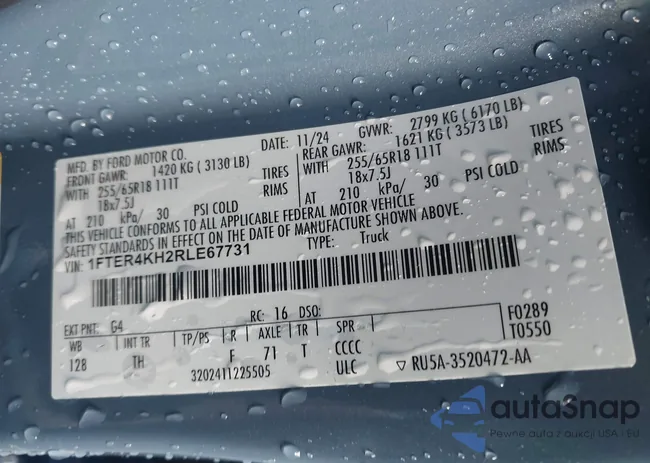 MFD. BY FORD MOTOR CO.
DATE: 11/24 GVWR: 2799 KG ( 6170 LB)
FRONT GAWR: 1420 KG ( 3130 LB)
REAR GAWR: 1621 KG ( 3573 LB)
WITH 255/65R18 111T TIRES
255/65R18 111T TIRES
18x7.5J RIMS
WITH 18x7.5J RIMS
AT 210 kPa/ 30 PSI COLD
AT 210 kPa/ 30 PSI COLD
THIS VEHICLE CONFORMS TO ALL APPLICABLE FEDERAL MOTOR VEHICLE
SAFETY STANDARDS IN EFFECT ON THE DATE OF MANUFACTURE SHOWN ABOVE.
VIN: 1FTER4KH2RLE67731 TYPE: Truck
EXT PNT: G4 RC: 16 DSO: F0289
WB INT TR TP/PS R AXLE TR SPR T0550
128 TH F 71 T CCCC
3202411225505 ULC RU5A-3520472-AA
autasnap
Pewne auta z aukcji USA - EU